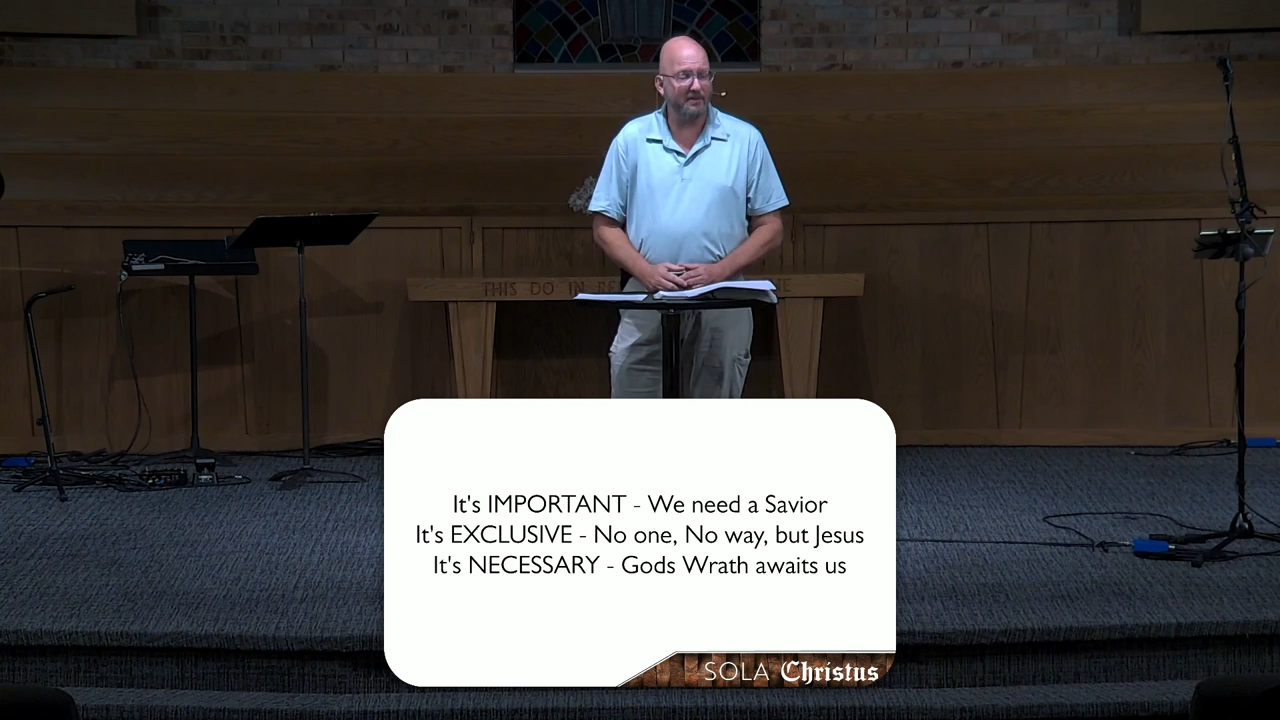 THIS DO IN RE
It's IMPORTANT - We need a Savior
It's EXCLUSIVE - No one, No way, but Jesus
It's NECESSARY - Gods Wrath awaits us
SOLA Christus